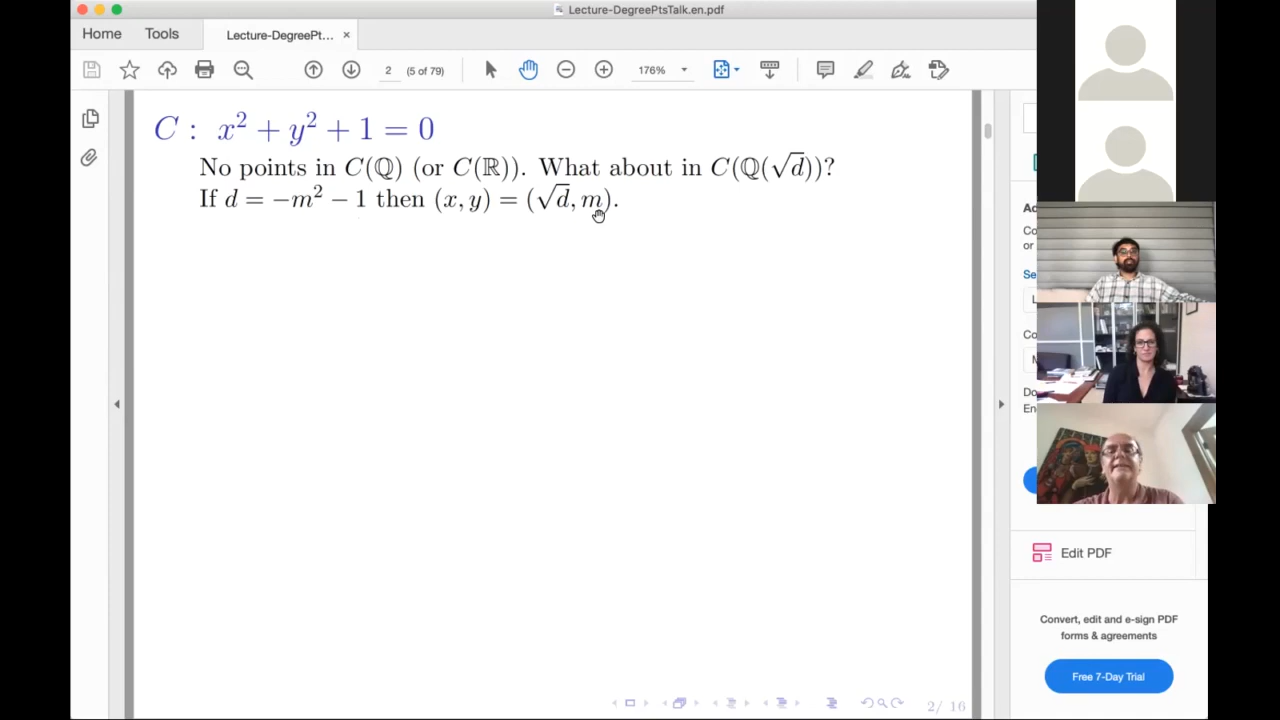 Lecture-DegreePtsTalk.en.pdf
Home Tools Lecture-DegreePt... ×
2 (5 of 79) 176%
C : x² + y² + 1 = 0
No points in C(ℚ) (or C(ℝ)). What about in C(ℚ(√d))?
If d = −m² − 1 then (x, y) = (√d, m).
2/ 16
Edit PDF
Convert, edit and e-sign PDF
forms & agreements
Free 7-Day Trial